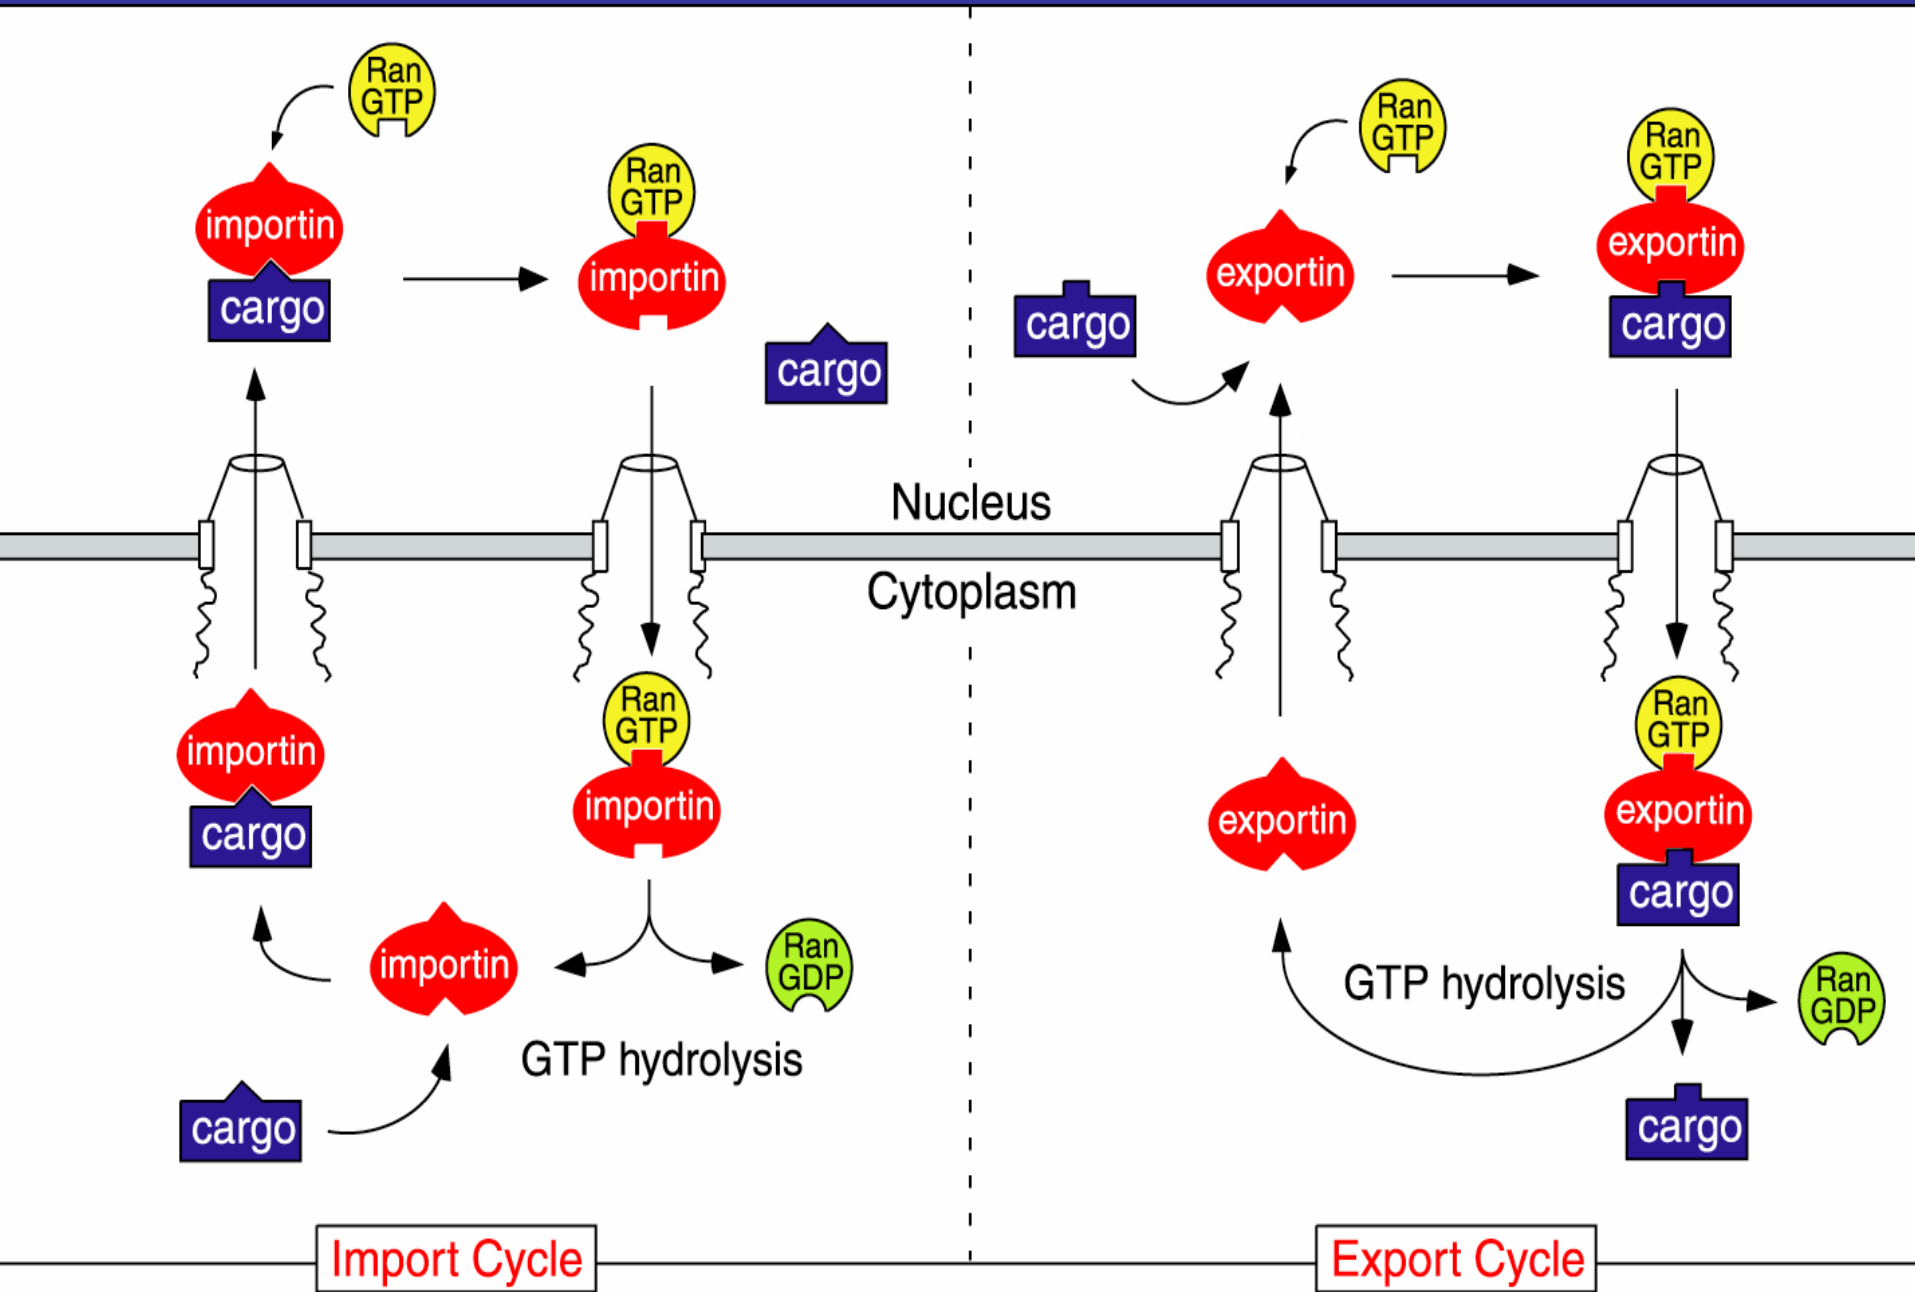 Ran
GTP
importin
cargo
Ran
GTP
importin
cargo
Ran
GTP
exportin
cargo
Ran
GTP
exportin
cargo
Nucleus
Cytoplasm
importin
cargo
Ran
GTP
importin
importin
Ran
GDP
GTP hydrolysis
cargo
exportin
Ran
GTP
exportin
cargo
GTP hydrolysis
Ran
GDP
cargo
Import Cycle
Export Cycle